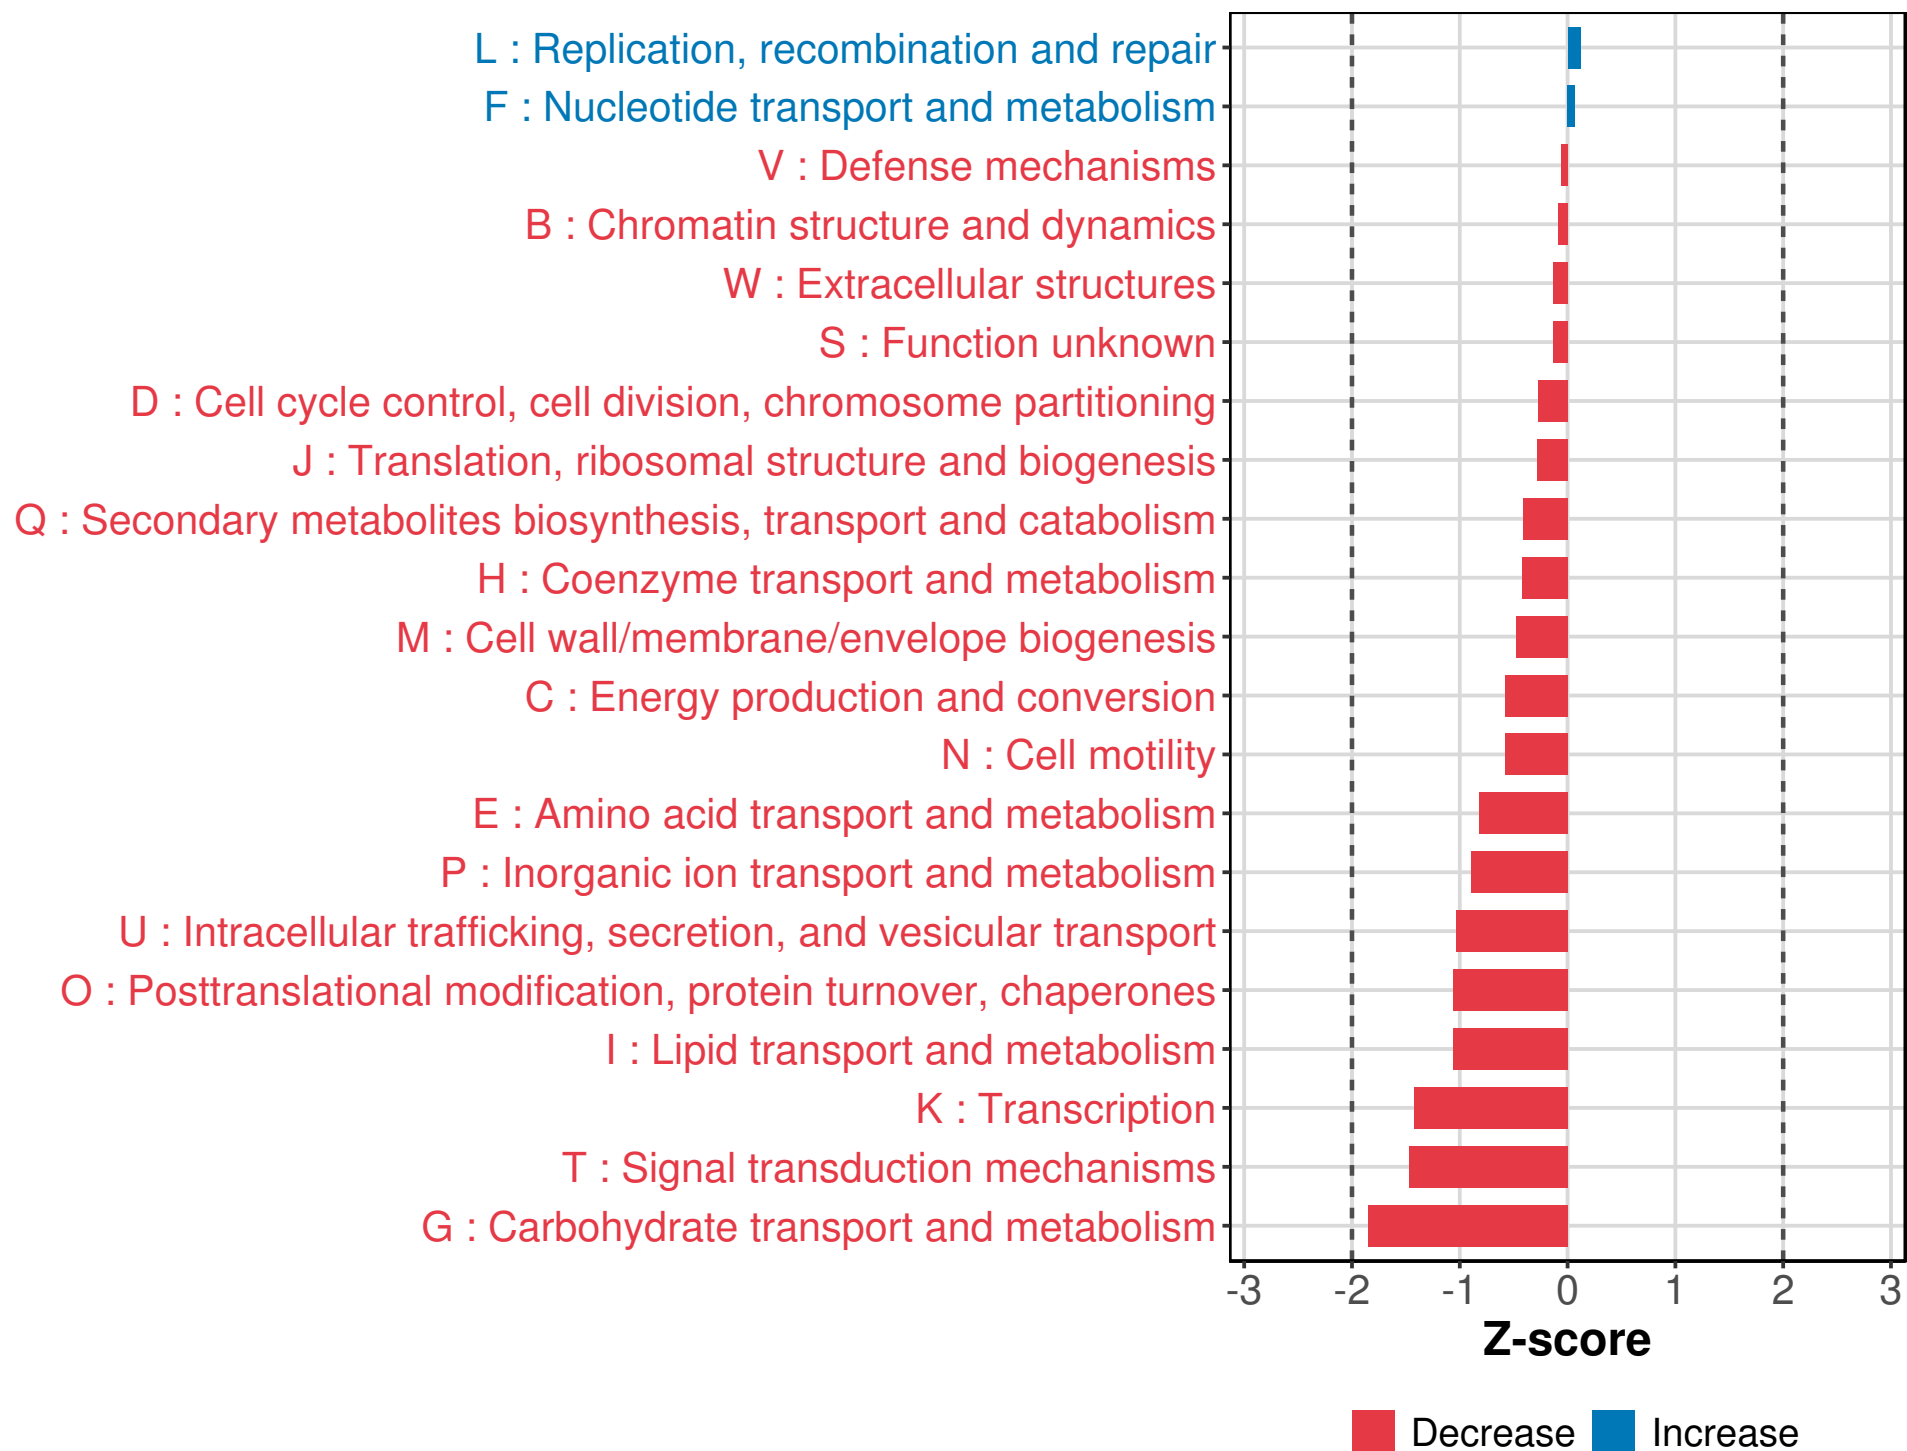 L : Replication, recombination and repair
F : Nucleotide transport and metabolism
V : Defense mechanisms
B : Chromatin structure and dynamics
W : Extracellular structures
S : Function unknown
D : Cell cycle control, cell division, chromosome partitioning
J : Translation, ribosomal structure and biogenesis
Q : Secondary metabolites biosynthesis, transport and catabolism
H : Coenzyme transport and metabolism
M : Cell wall/membrane/envelope biogenesis
C : Energy production and conversion
N : Cell motility
E : Amino acid transport and metabolism
P : Inorganic ion transport and metabolism
U : Intracellular trafficking, secretion, and vesicular transport
O : Posttranslational modification, protein turnover, chaperones
I : Lipid transport and metabolism
K : Transcription
T : Signal transduction mechanisms
G : Carbohydrate transport and metabolism
-3 -2 -1 0 1 2 3
Z-score
Decrease Increase